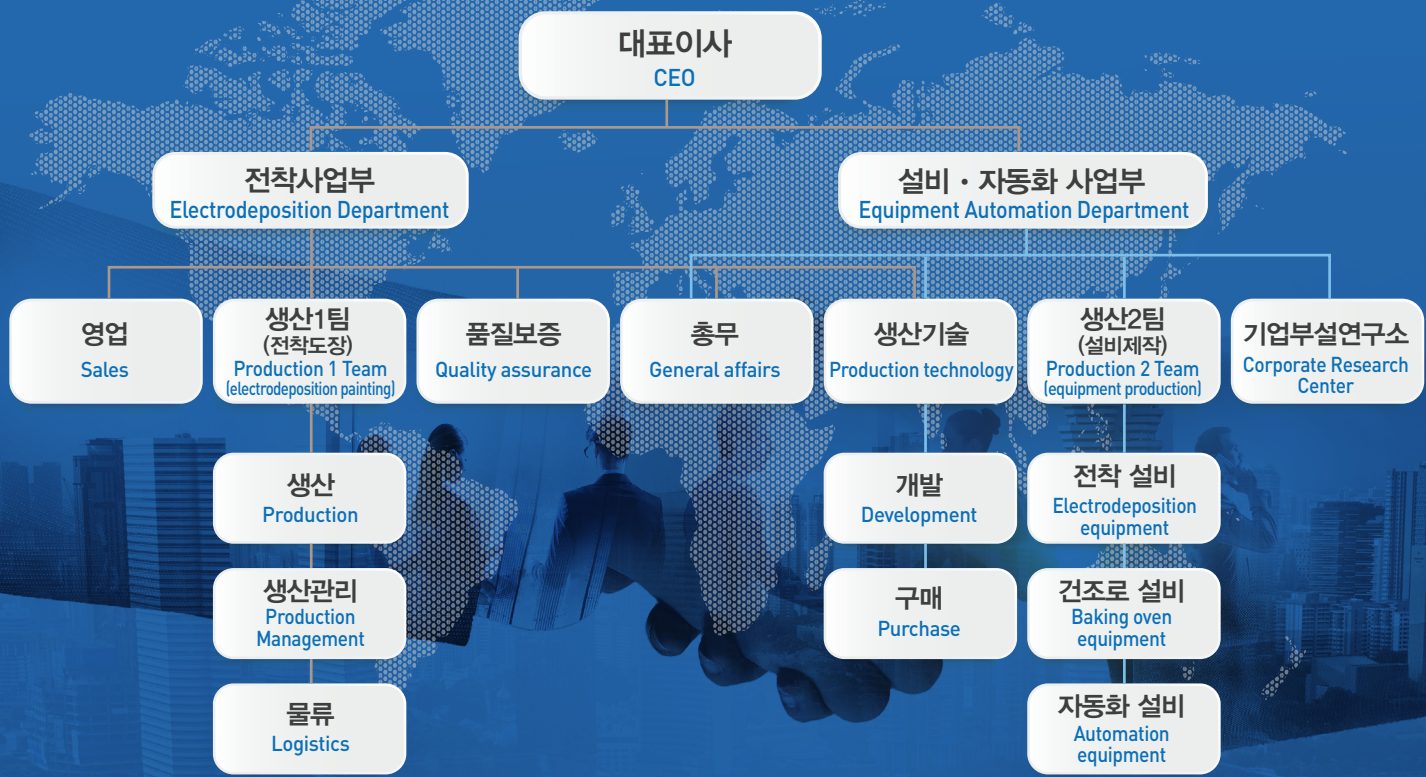 대표이사
CEO
전착사업부
Electrodeposition Department
설비 · 자동화 사업부
Equipment Automation Department
영업
Sales
생산1팀
(전착도장)
Production 1 Team
(electrodeposition painting)
품질보증
Quality assurance
총무
General affairs
생산기술
Production technology
생산2팀
(설비제작)
Production 2 Team
(equipment production)
기업부설연구소
Corporate Research
Center
생산
Production
개발
Development
전착 설비
Electrodeposition
equipment
생산관리
Production
Management
구매
Purchase
건조로 설비
Baking oven
equipment
물류
Logistics
자동화 설비
Automation
equipment